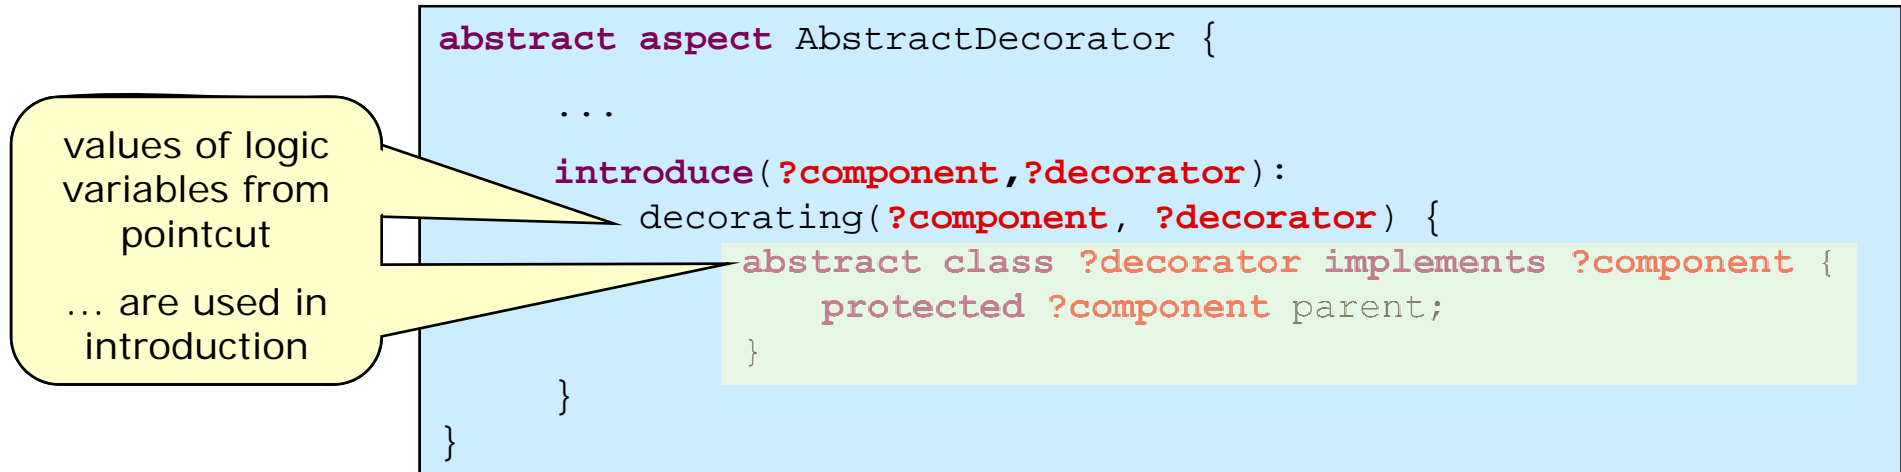 values of logic
variables from
pointcut
... are used in
introduction
abstract aspect AbstractDecorator {
...
introduce(?component,?decorator):
decorating(?component, ?decorator) {
abstract class ?decorator implements ?component {
protected ?component parent;
}
}
}